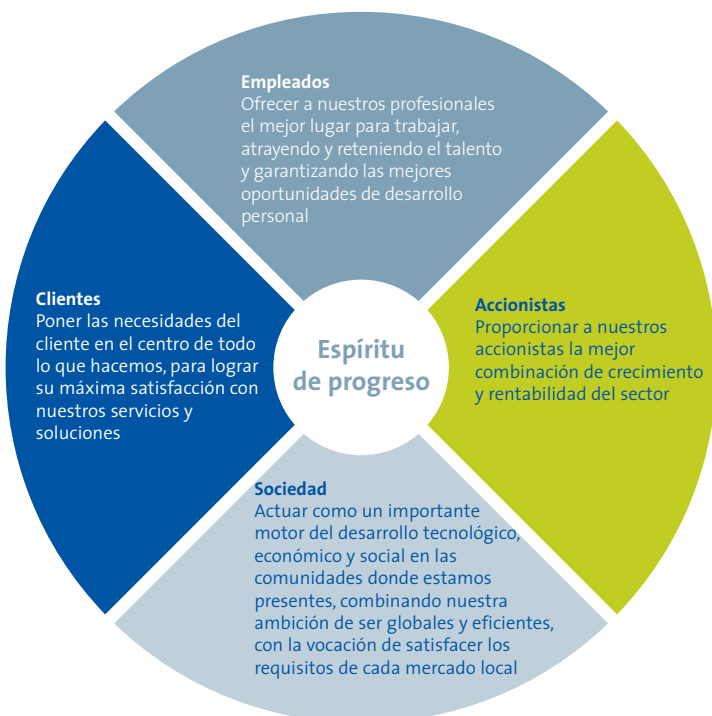 Empleados
Ofrecer a nuestros profesionales
el mejor lugar para trabajar,
atrayendo y reteniendo el talento
y garantizando las mejores
oportunidades de desarrollo
personal
Clientes
Poner las necesidades del
cliente en el centro de todo
lo que hacemos, para lograr
su máxima satisfacción con
nuestros servicios y
soluciones
Espíritu
de progreso
Accionistas
Proporcionar a nuestros
accionistas la mejor
combinación de crecimiento
y rentabilidad del sector
Sociedad
Actuar como un importante
motor del desarrollo tecnológico,
económico y social en las
comunidades donde estamos
presentes, combinando nuestra
ambición de ser globales y eficientes,
con la vocación de satisfacer los
requisitos de cada mercado local